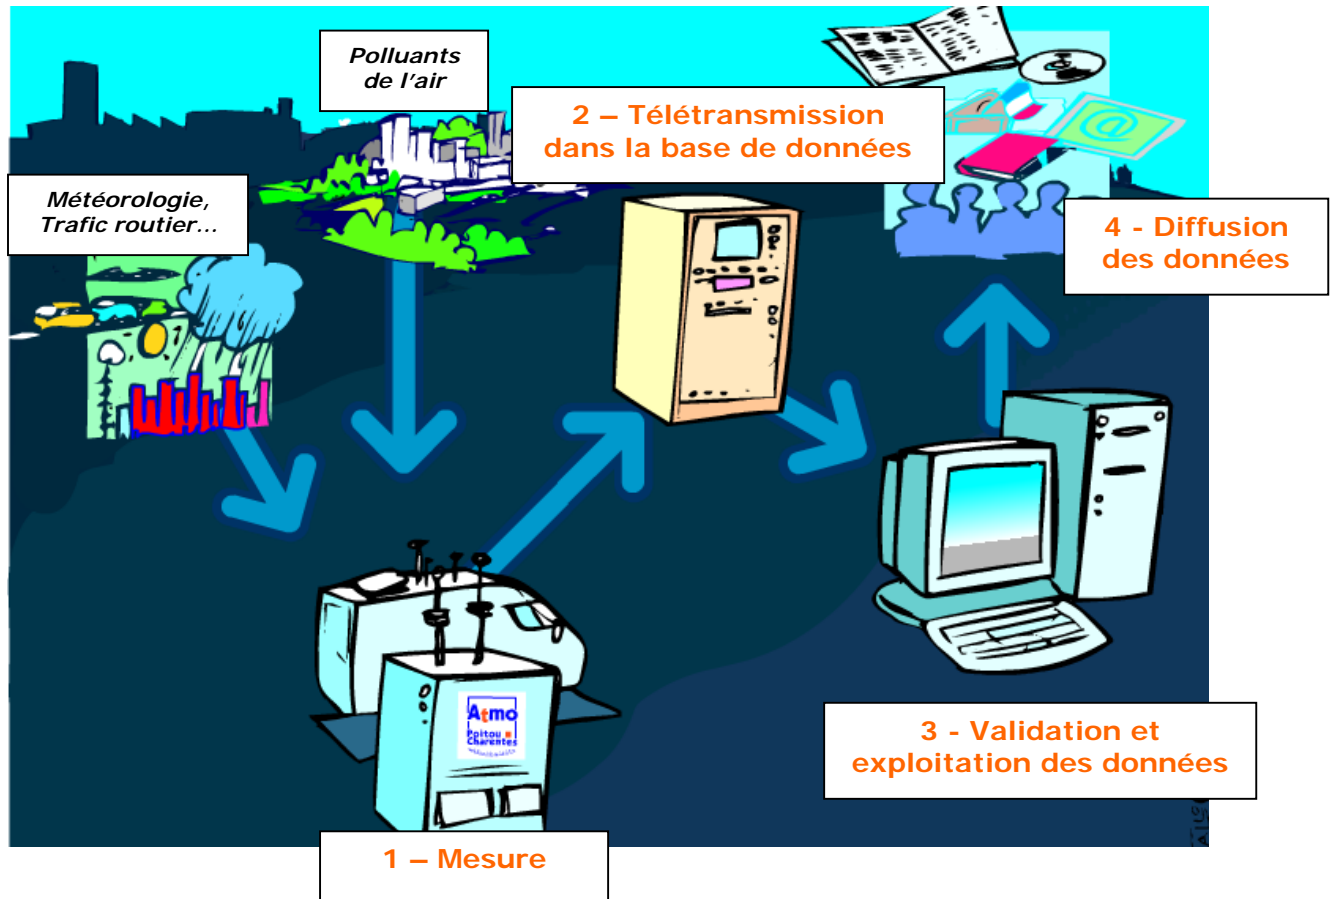 Polluants
de l'air
2 – Télétransmission
dans la base de données
Météorologie,
Trafic routier...
@
4 - Diffusion
des données
Atmo
Poitou
Charentes
3 - Validation et
exploitation des données
1 – Mesure